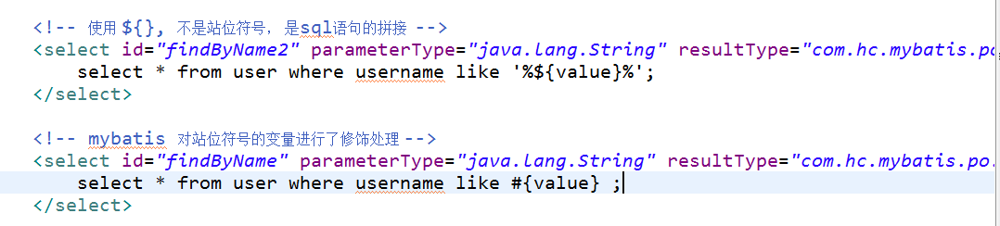 <!-- 使用 ${}, 不是站位符号, 是sql语句的拼接 -->
<select id="findByName2" parameterType="java.lang.String" resultType="com.hc.mybatis.po
select * from user where username like '%${value}%';
</select>
<!-- mybatis 对站位符号的变量进行了修饰处理-->
<select id="findByName" parameterType="java.lang.String" resultType="com.hc.mybatis.po.
select * from user where username like #{value} ;
</select>